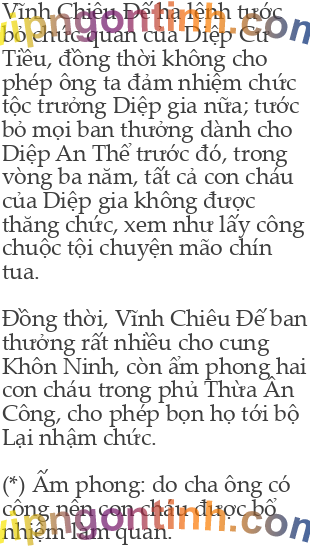 Vĩnh Chiêu Đế hạ lệnh tước
bỏ chức quan của Diệp Cư
Tiều, đồng thời không cho
phép ông ta đảm nhiệm chức
tộc trưởng Diệp gia nữa; tước
bỏ mọi ban thưởng dành cho
Diệp An Thể trước đó, trong
vòng ba năm, tất cả con cháu
của Diệp gia không được
thăng chức, xem như lấy công
chuộc tội chuyện mão chín
tua.
Đồng thời, Vĩnh Chiêu Đế ban
thưởng rất nhiều cho cung
Khôn Ninh, còn ẩm phong hai
con cháu trong phủ Thừa Ân
Công, cho phép bọn họ tới bộ
Lại nhậm chức.
(*) Ấm phong: do cha ông có
công nên con cháu được bổ
nhiệm làm quan.
vipngontinh.com